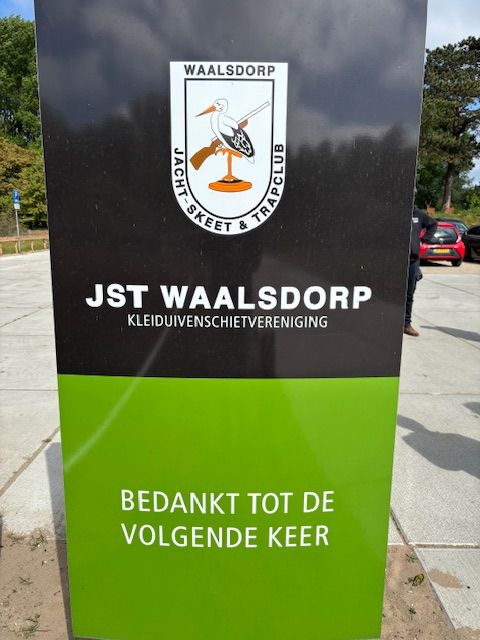 WAALSDORP
JACHT-SKEET & TRAPCLUB
JST WAALSDORP
KLEIDUIVENSCHIETVERENIGING
BEDANKT TOT DE
VOLGENDE KEER